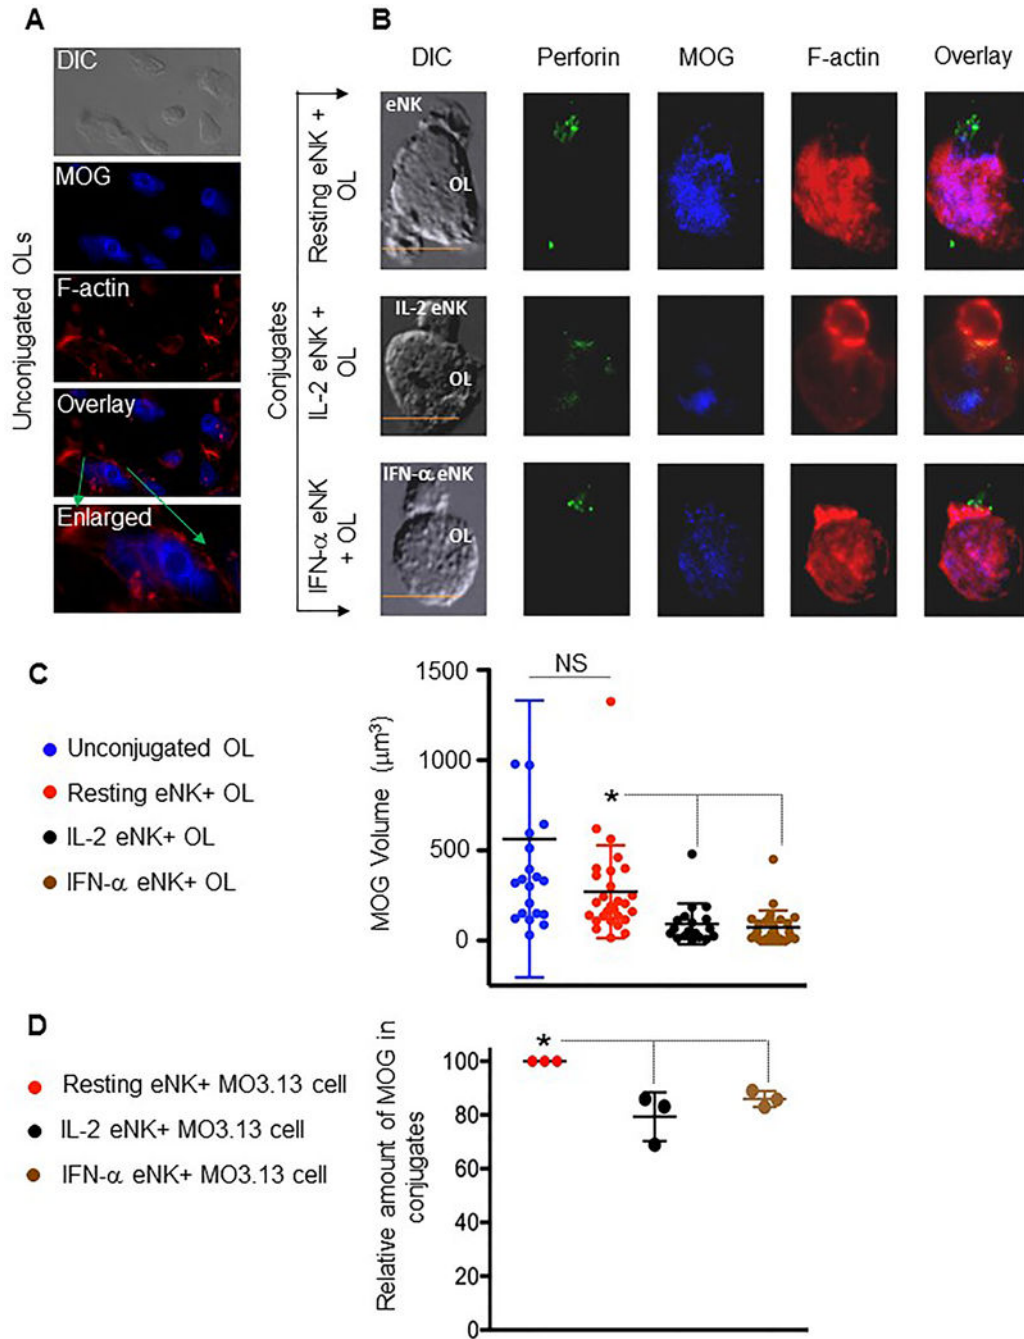 A
DIC
MOG
F-actin
Overlay
Enlarged
Unconjugated OLs
B
DIC
Perforin
MOG
F-actin
Overlay
Conjugates
Resting eNK +
OL
eNK
OL
IL-2 eNK +
OL
IL-2 eNK
OL
IFN-α eNK
+ OL
IFN-α eNK
OL
C
Unconjugated OL
Resting eNK+ OL
IL-2 eNK+ OL
IFN-α eNK+ OL
MOG Volume (μm³)
1500
1000
500
0
NS
*
D
Resting eNK+ MO3.13 cell
IL-2 eNK+ MO3.13 cell
IFN-α eNK+ MO3.13 cell
Relative amount of MOG in
conjugates
100
80
60
40
20
0
*